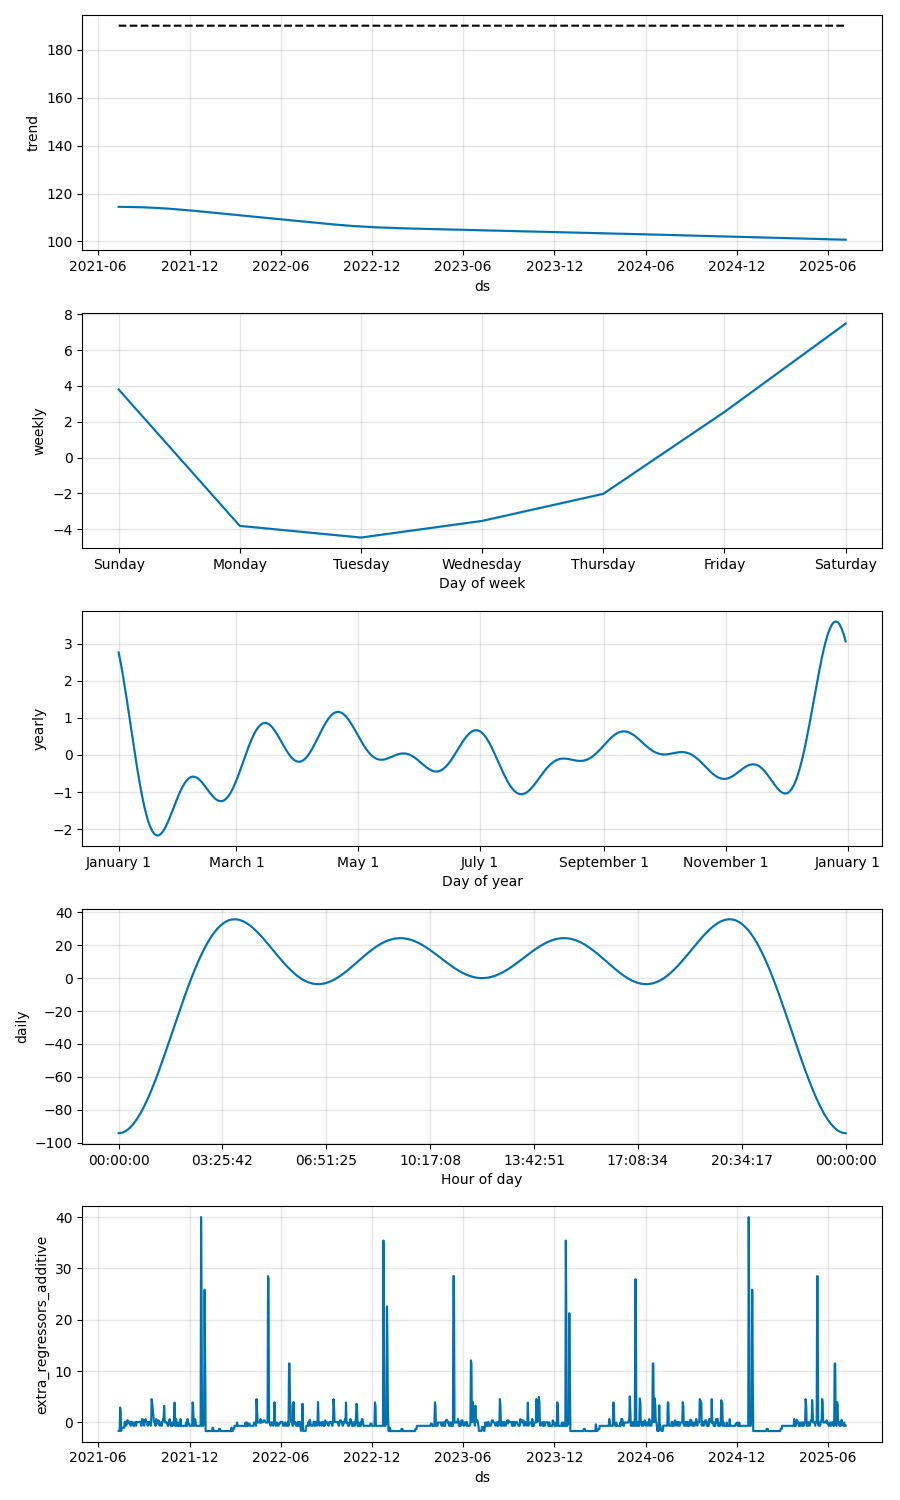 trend
180
160
140
120
100
2021-06 2021-12 2022-06 2022-12 2023-06 2023-12 2024-06 2024-12 2025-06
ds
weekly
8
6
4
2
0
−2
−4
Sunday Monday Tuesday Wednesday Thursday Friday Saturday
Day of week
yearly
3
2
1
0
−1
−2
January 1 March 1 May 1 July 1 September 1 November 1 January 1
Day of year
daily
40
20
0
−20
−40
−60
−80
−100
00:00:00 03:25:42 06:51:25 10:17:08 13:42:51 17:08:34 20:34:17 00:00:00
Hour of day
extra_regressors_additive
40
30
20
10
0
2021-06 2021-12 2022-06 2022-12 2023-06 2023-12 2024-06 2024-12 2025-06
ds